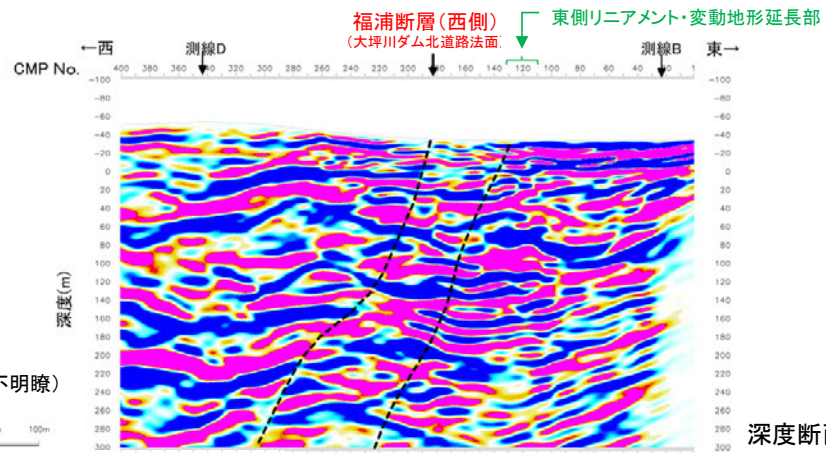 福浦断層(西側)
(大坪川ダム北道路法面)
東側リニアメント・変動地形延長部
←西
測線D
測線B
東→
CMP No.
400 380 360 340 320 300 280 260 240 220 200 180 160 140 120 100 80 60 40 20 1
-100 -100
-80 -80
-60 -60
-40 -40
-20 -20
0 0
20 20
40 40
60 60
80 80
100 100
120 120
140 140
160 160
180 180
200 200
220 220
240 240
260 260
280 280
300 300
深度(m)
不明瞭)
100m
深度断面